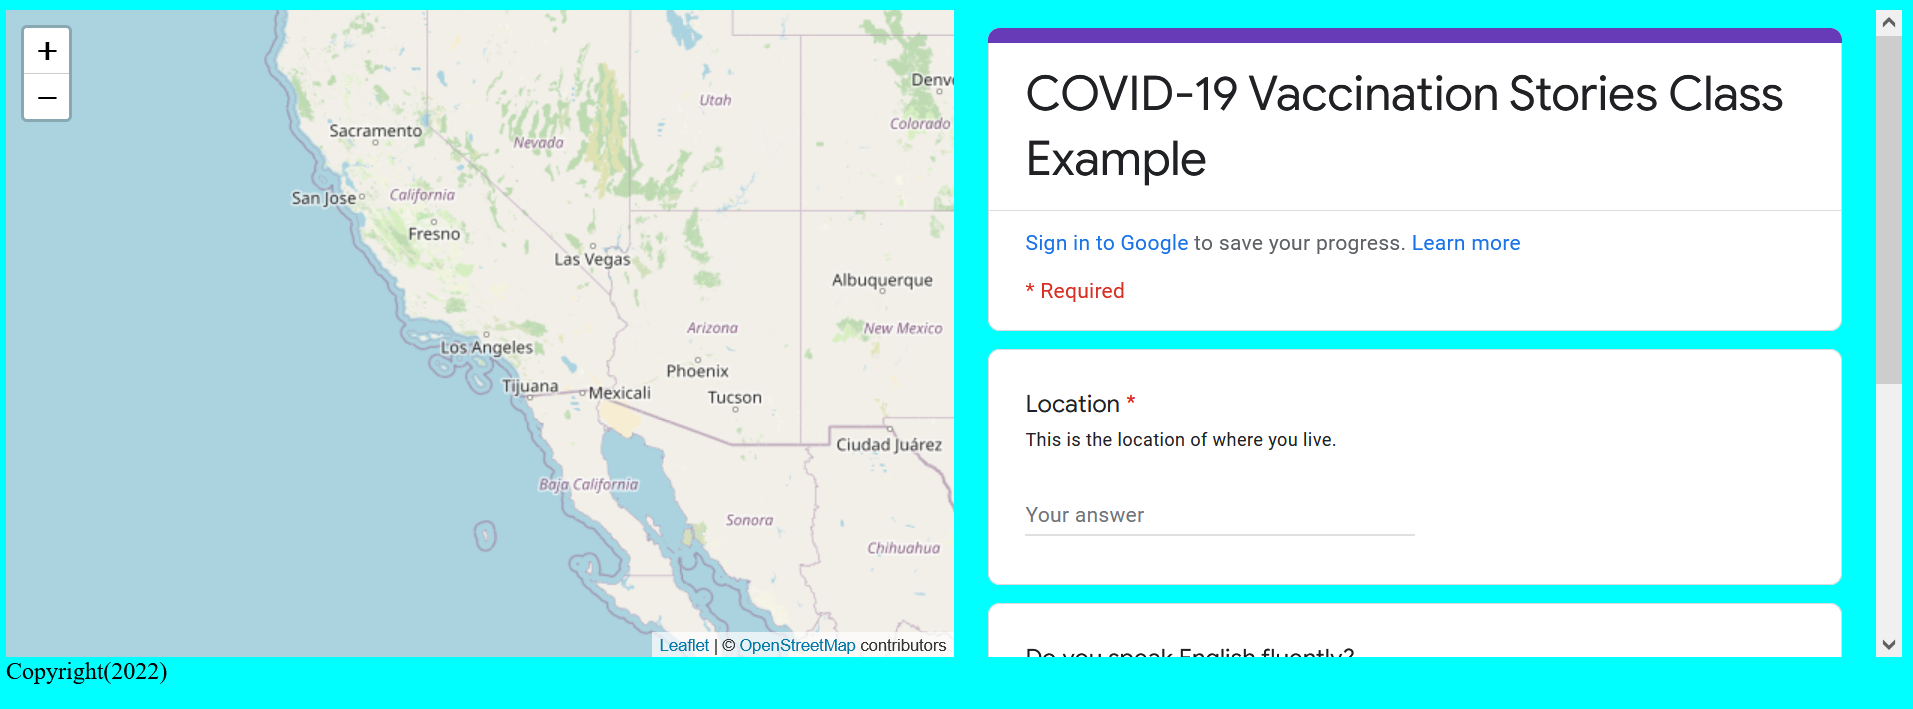 +
−
Utah
Denv
Colorado
Sacramento
Nevada
San Jose
California
Fresno
Las Vegas
Albuquerque
Arizona
New Mexico
Los Angeles
Phoenix
Tijuana
Mexicali
Tucson
Ciudad Juárez
Baja California
Sonora
Chihuahua
Leaflet | © OpenStreetMap contributors
COVID-19 Vaccination Stories Class
Example
Sign in to Google to save your progress. Learn more
* Required
Location *
This is the location of where you live.
Your answer
Do you speak English fluently?
Copyright(2022)